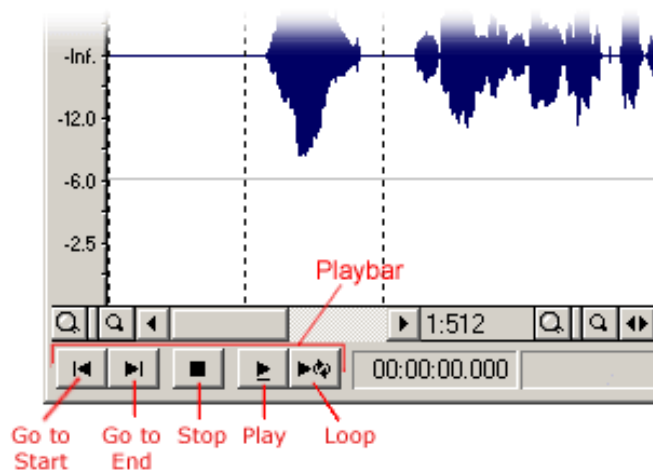 -Inf.
-12.0
-6.0
-2.5
Playbar
1:512
00:00:00.000
Go to Start
Go to End
Stop
Play
Loop